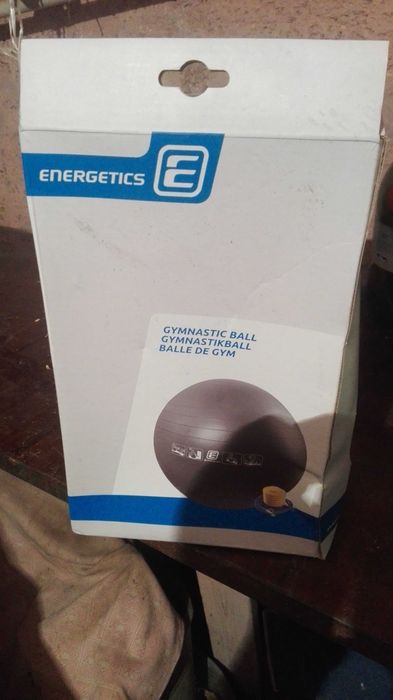 ENERGETICS
E
GYMNASTIC BALL
GYMNASTIKBALL
BALLE DE GYM
E